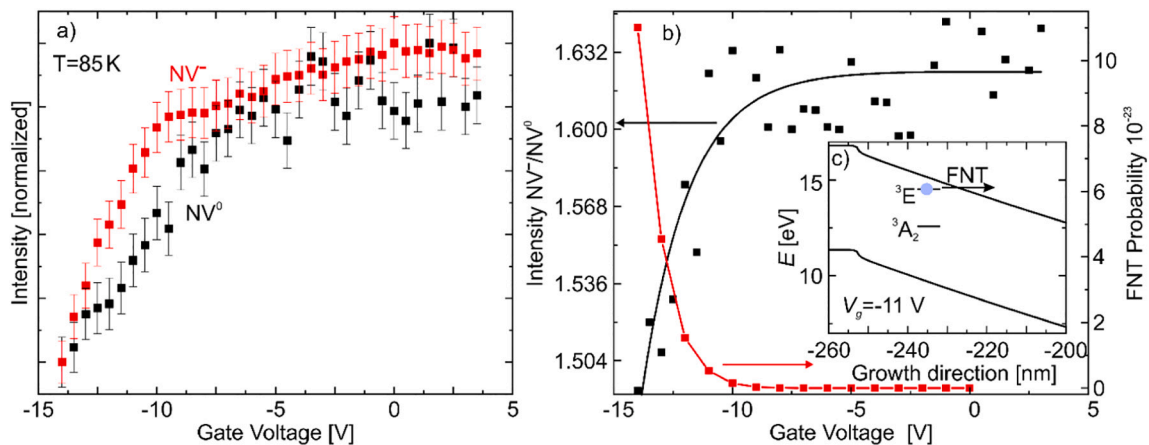 a)
T=85K
NV⁻
NV⁰
Intensity [normalized]
-15 -10 -5 0 5
Gate Voltage [V]
b)
Intensity NV⁻/NV⁰
1.632
1.600
1.568
1.536
1.504
-15 -10 -5 0 5
Gate Voltage [V]
FNT Probability 10⁻²³
10
8
6
4
2
0
c)
FNT
³E
³A₂
E [eV]
15
10
V_g=-11 V
-260 -240 -220 -200
Growth direction [nm]